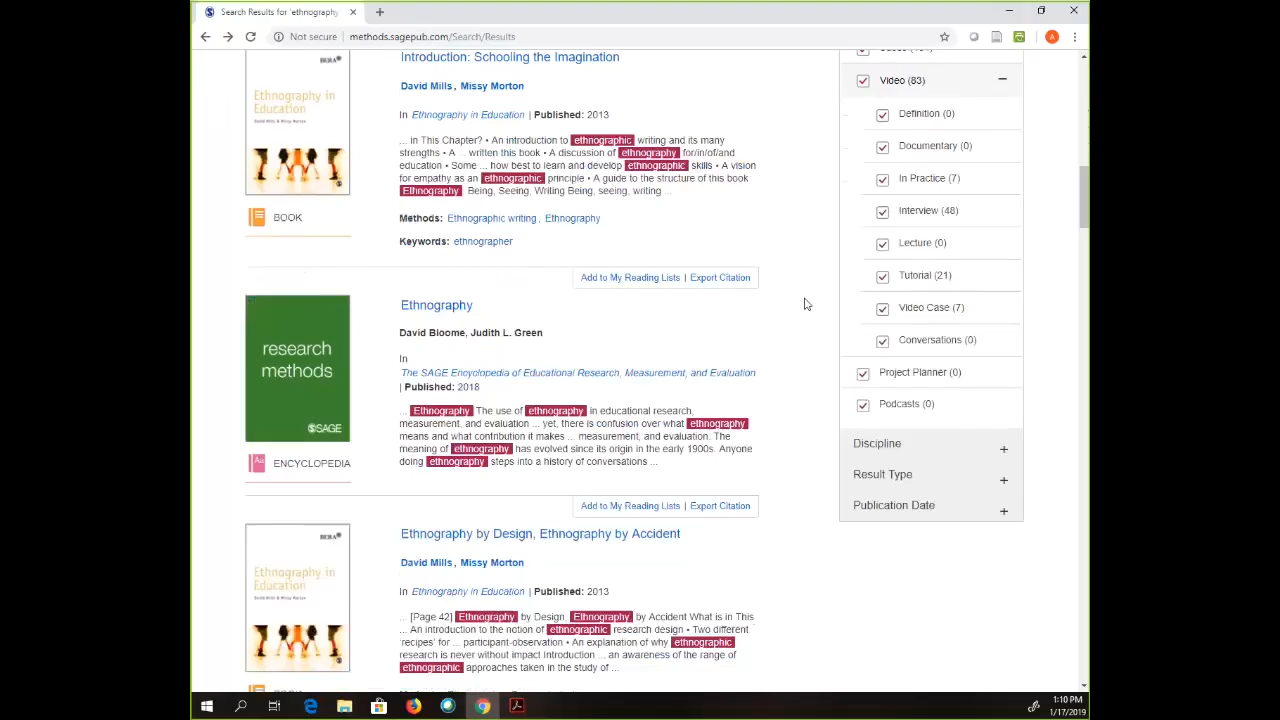 Search Results for 'ethnography
Not secure | methods.sagepub.com/Search/Results
A
BERA
Ethnography in
Education
David Mills & Missy Morton
BOOK
Introduction: Schooling the Imagination
David Mills, Missy Morton
In Ethnography in Education | Published: 2013
... in This Chapter? • An introduction to ethnographic writing and its many
strengths • A ... written this book • A discussion of ethnography for/in/of/and
education • Some ... how best to learn and develop ethnographic skills • A vision
for empathy as an ethnographic principle • A guide to the structure of this book
Ethnography Being, Seeing, Writing Being, seeing, writing ...
Methods: Ethnographic writing, Ethnography
Keywords: ethnographer
Add to My Reading Lists | Export Citation
research
methods
SAGE
Aa
ENCYCLOPEDIA
Ethnography
David Bloome, Judith L. Green
In
The SAGE Encyclopedia of Educational Research, Measurement, and Evaluation
| Published: 2018
... Ethnography The use of ethnography in educational research,
measurement, and evaluation ... yet, there is confusion over what ethnography
means and what contribution it makes ... measurement, and evaluation. The
meaning of ethnography has evolved since its origin in the early 1900s. Anyone
doing ethnography steps into a history of conversations ...
Add to My Reading Lists | Export Citation
BERA
Ethnography in
Education
David Mills & Missy Morton
Ethnography by Design, Ethnography by Accident
David Mills, Missy Morton
In Ethnography in Education | Published: 2013
... [Page 42] Ethnography by Design, Ethnography by Accident What is in This
... An introduction to the notion of ethnographic research design • Two different
'recipes' for ... participant-observation • An explanation of why ethnographic
research is never without impact Introduction ... an awareness of the range of
ethnographic approaches taken in the study of ...
Video (83)
Definition (0)
Documentary (0)
In Practice (7)
Interview (48)
Lecture (0)
Tutorial (21)
Video Case (7)
Conversations (0)
Project Planner (0)
Podcasts (0)
Discipline
Result Type
Publication Date
1:10 PM
1/17/2019